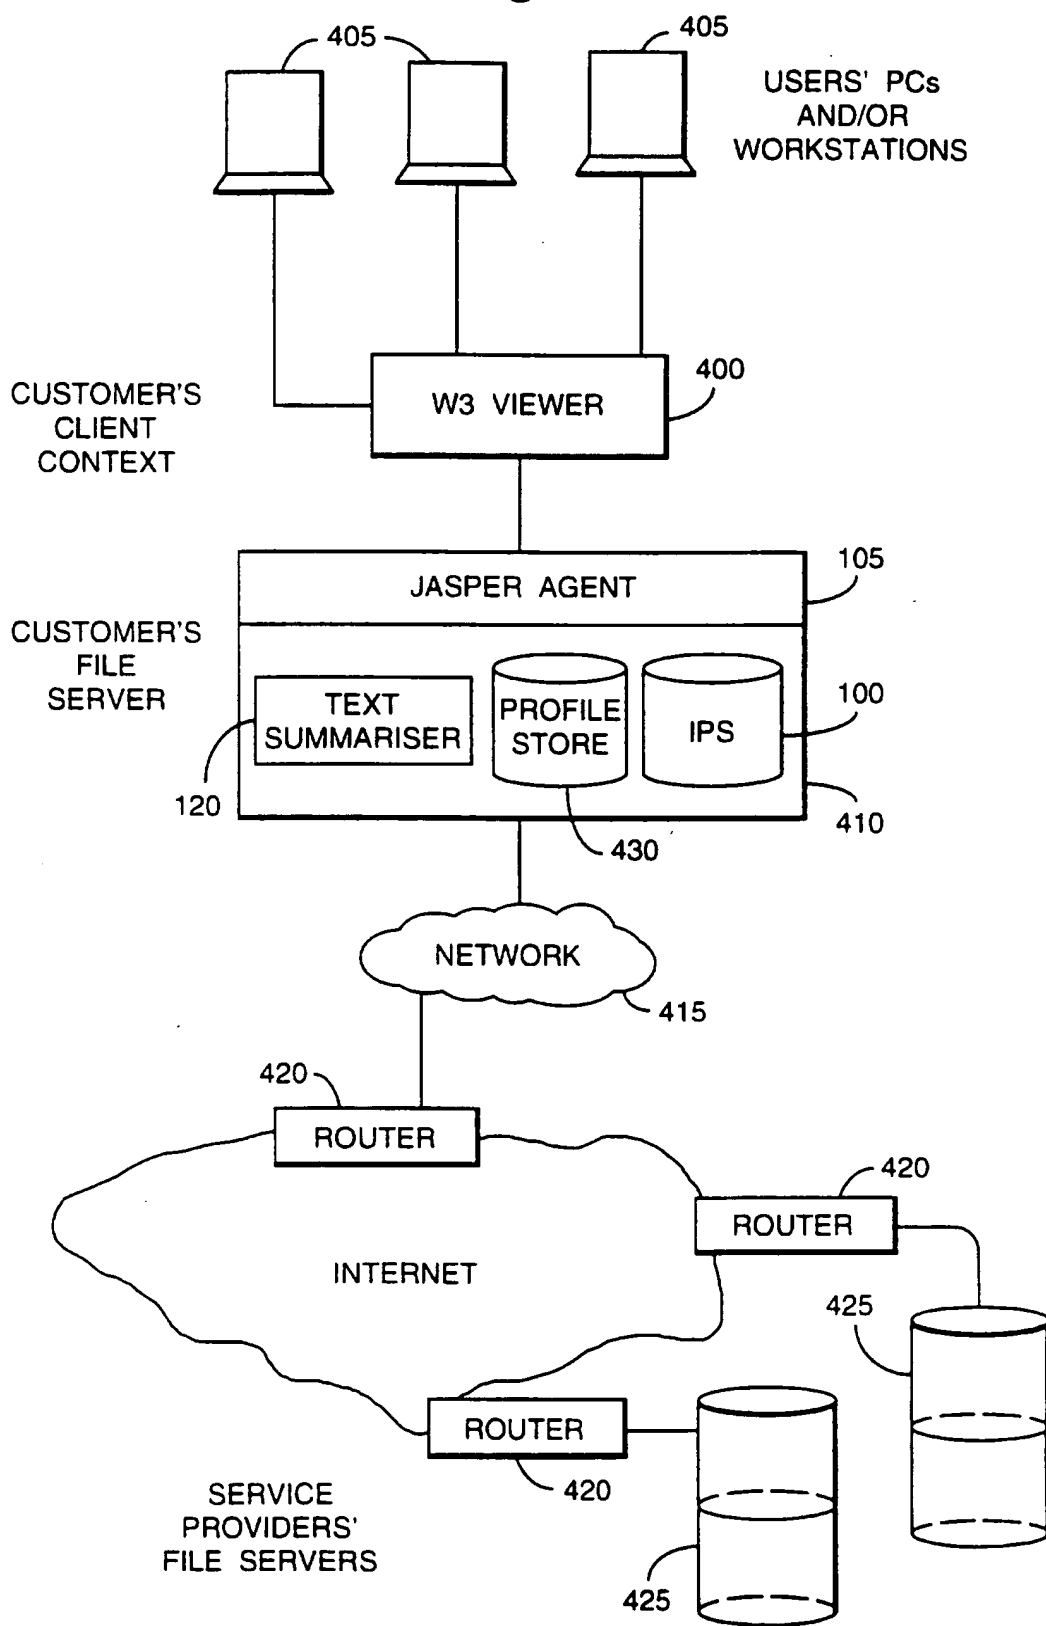 405
405
USERS' PCs
AND/OR
WORKSTATIONS
W3 VIEWER
400
CUSTOMER'S
CLIENT
CONTEXT
JASPER AGENT
105
CUSTOMER'S
FILE
SERVER
TEXT
SUMMARISER
PROFILE
STORE
IPS
100
120
430
410
NETWORK
415
420
ROUTER
420
ROUTER
INTERNET
425
ROUTER
420
SERVICE
PROVIDERS'
FILE SERVERS
425